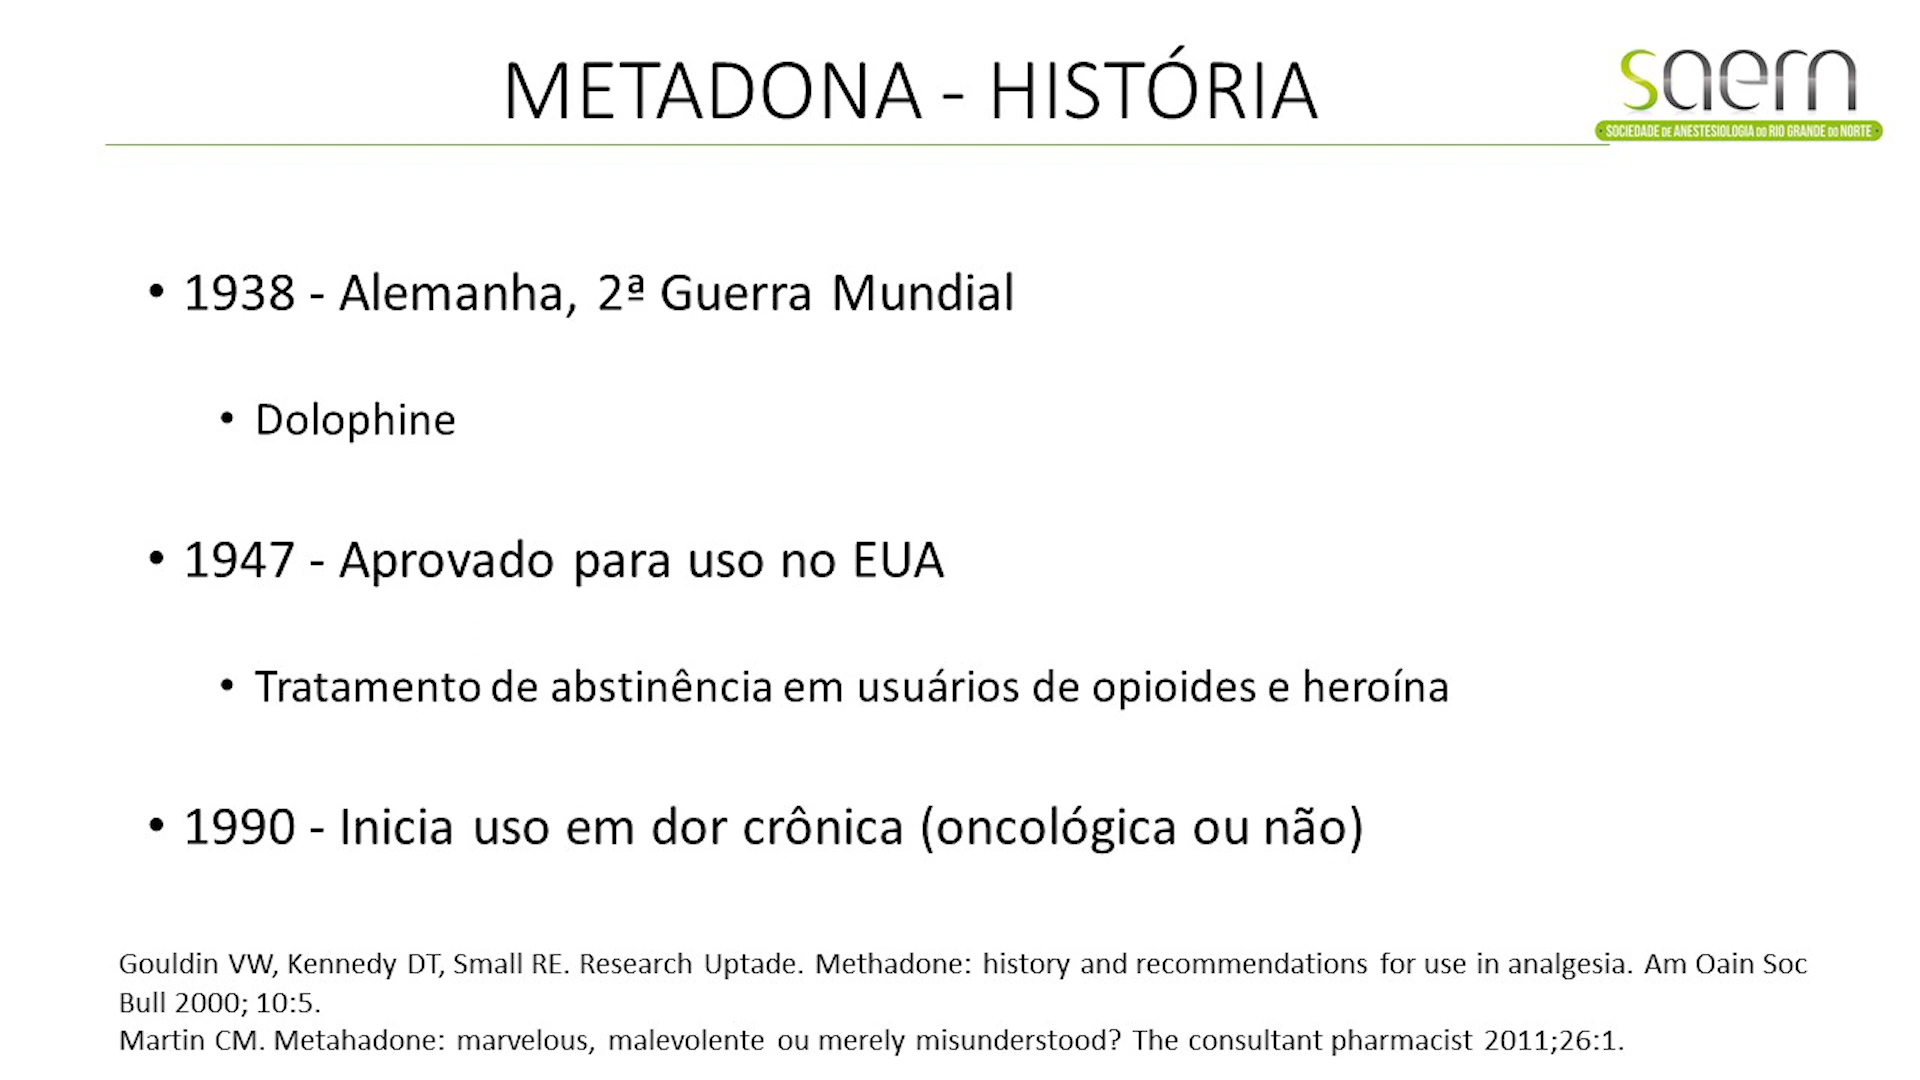 METADONA - HISTÓRIA
saern
SOCIEDADE DE ANESTESIOLOGIA DO RIO GRANDE DO NORTE
• 1938 - Alemanha, 2ª Guerra Mundial
• Dolophine
• 1947 - Aprovado para uso no EUA
• Tratamento de abstinência em usuários de opioides e heroína
• 1990 - Inicia uso em dor crônica (oncológica ou não)
Gouldin VW, Kennedy DT, Small RE. Research Uptade. Methadone: history and recommendations for use in analgesia. Am Oain Soc
Bull 2000; 10:5.
Martin CM. Metahadone: marvelous, malevolente ou merely misunderstood? The consultant pharmacist 2011;26:1.